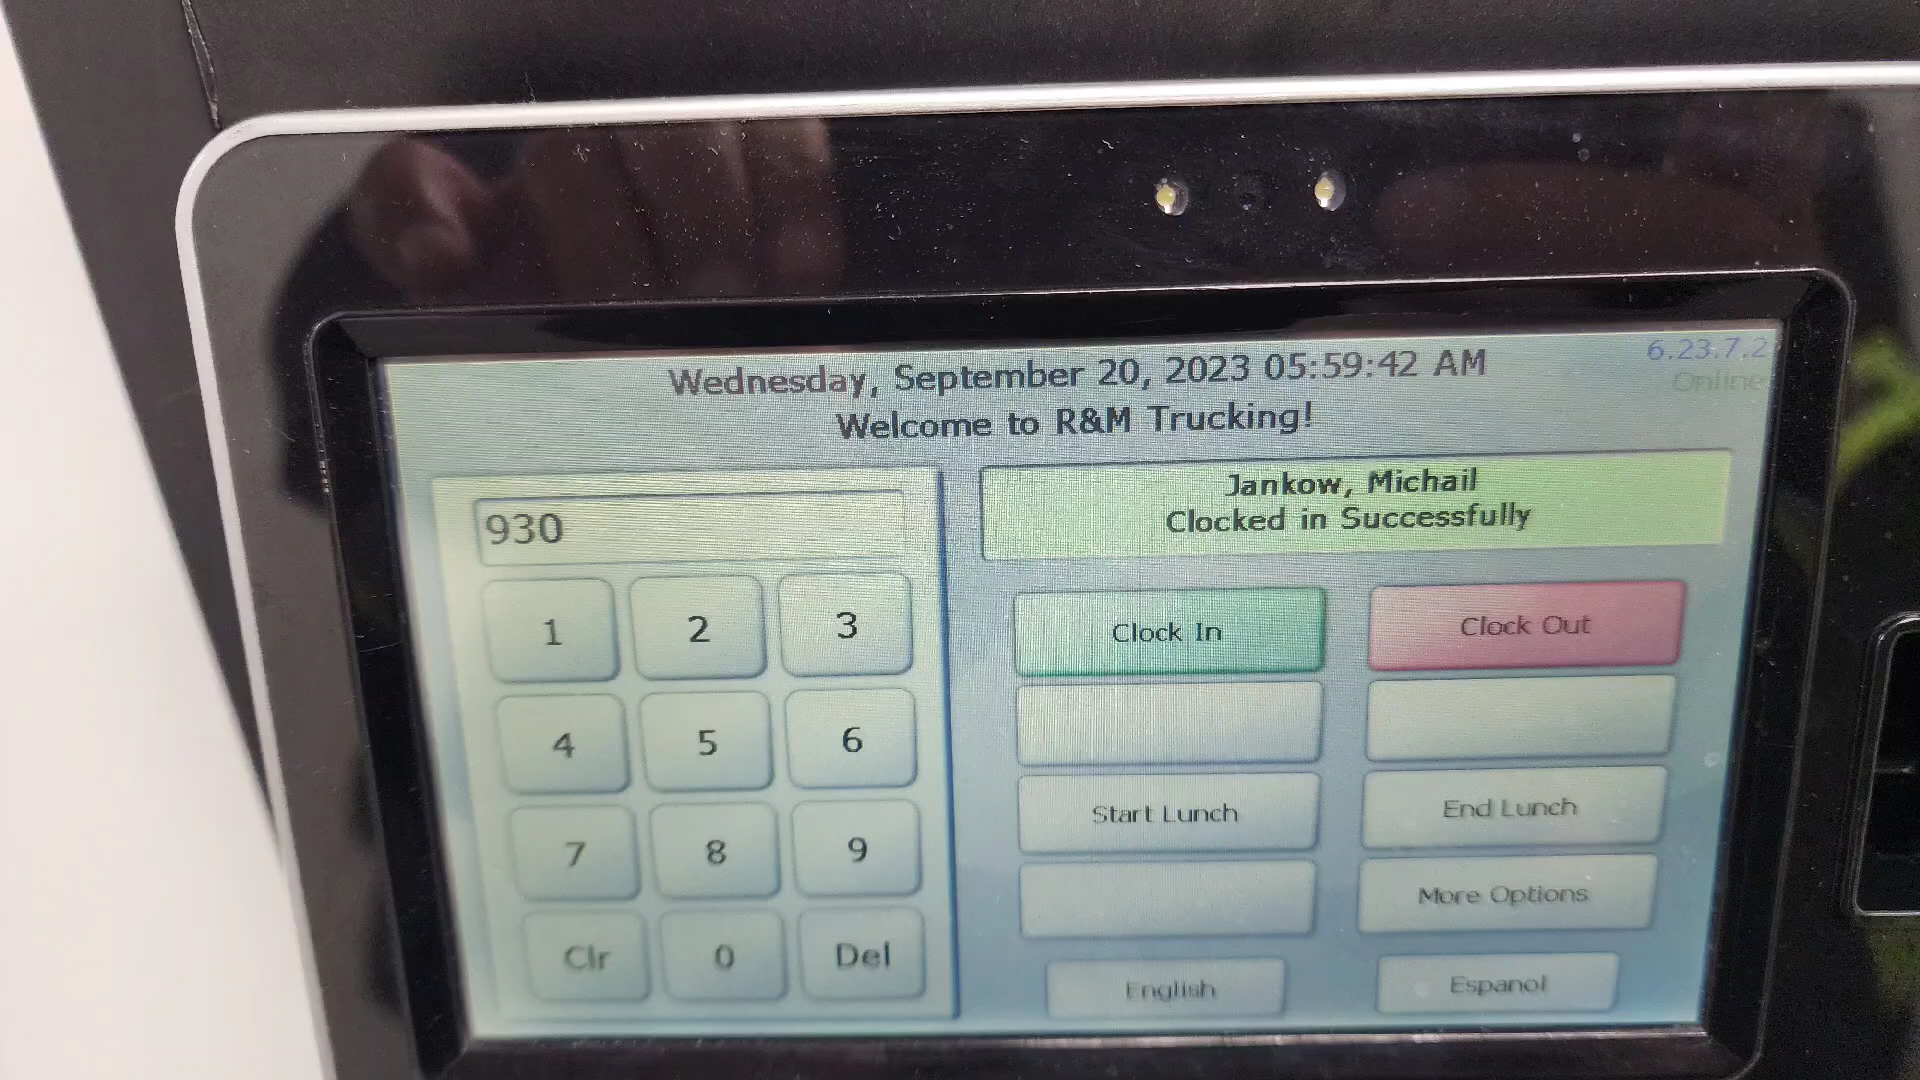 Wednesday, September 20, 2023 05:59:42 AM
6.23.7.2
Online
Welcome to R&M Trucking!
Jankow, Michail
Clocked in Successfully
930
1 2 3
4 5 6
7 8 9
Clr 0 Del
Clock In
Clock Out
Start Lunch
End Lunch
More Options
English
Espanol